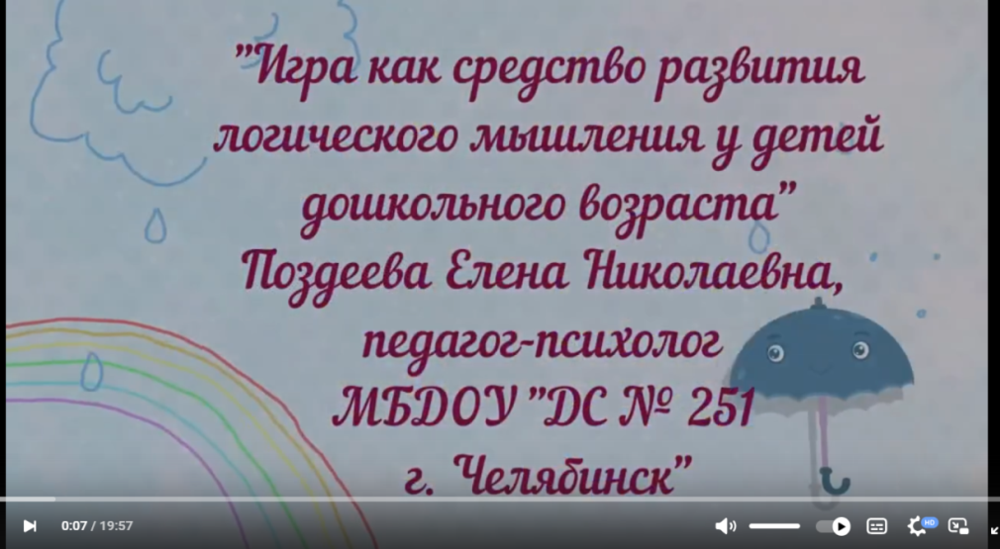 "Игра как средство развития
логического мышления у детей
дошкольного возраста"
Поздеева Елена Николаевна,
педагог-психолог
МБДОУ "ДС № 251
г. Челябинск"
0:07 / 19:57
HD